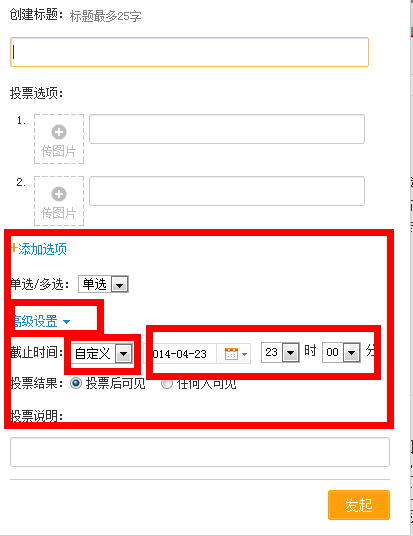 创建标题：标题最多25字
投票选项：
1.
传图片
2.
传图片
+添加选项
单选/多选： 单选
高级设置
截止时间： 自定义 014-04-23 23 时 00 分
投票结果： 投票后可见 任何人可见
投票说明：
发起